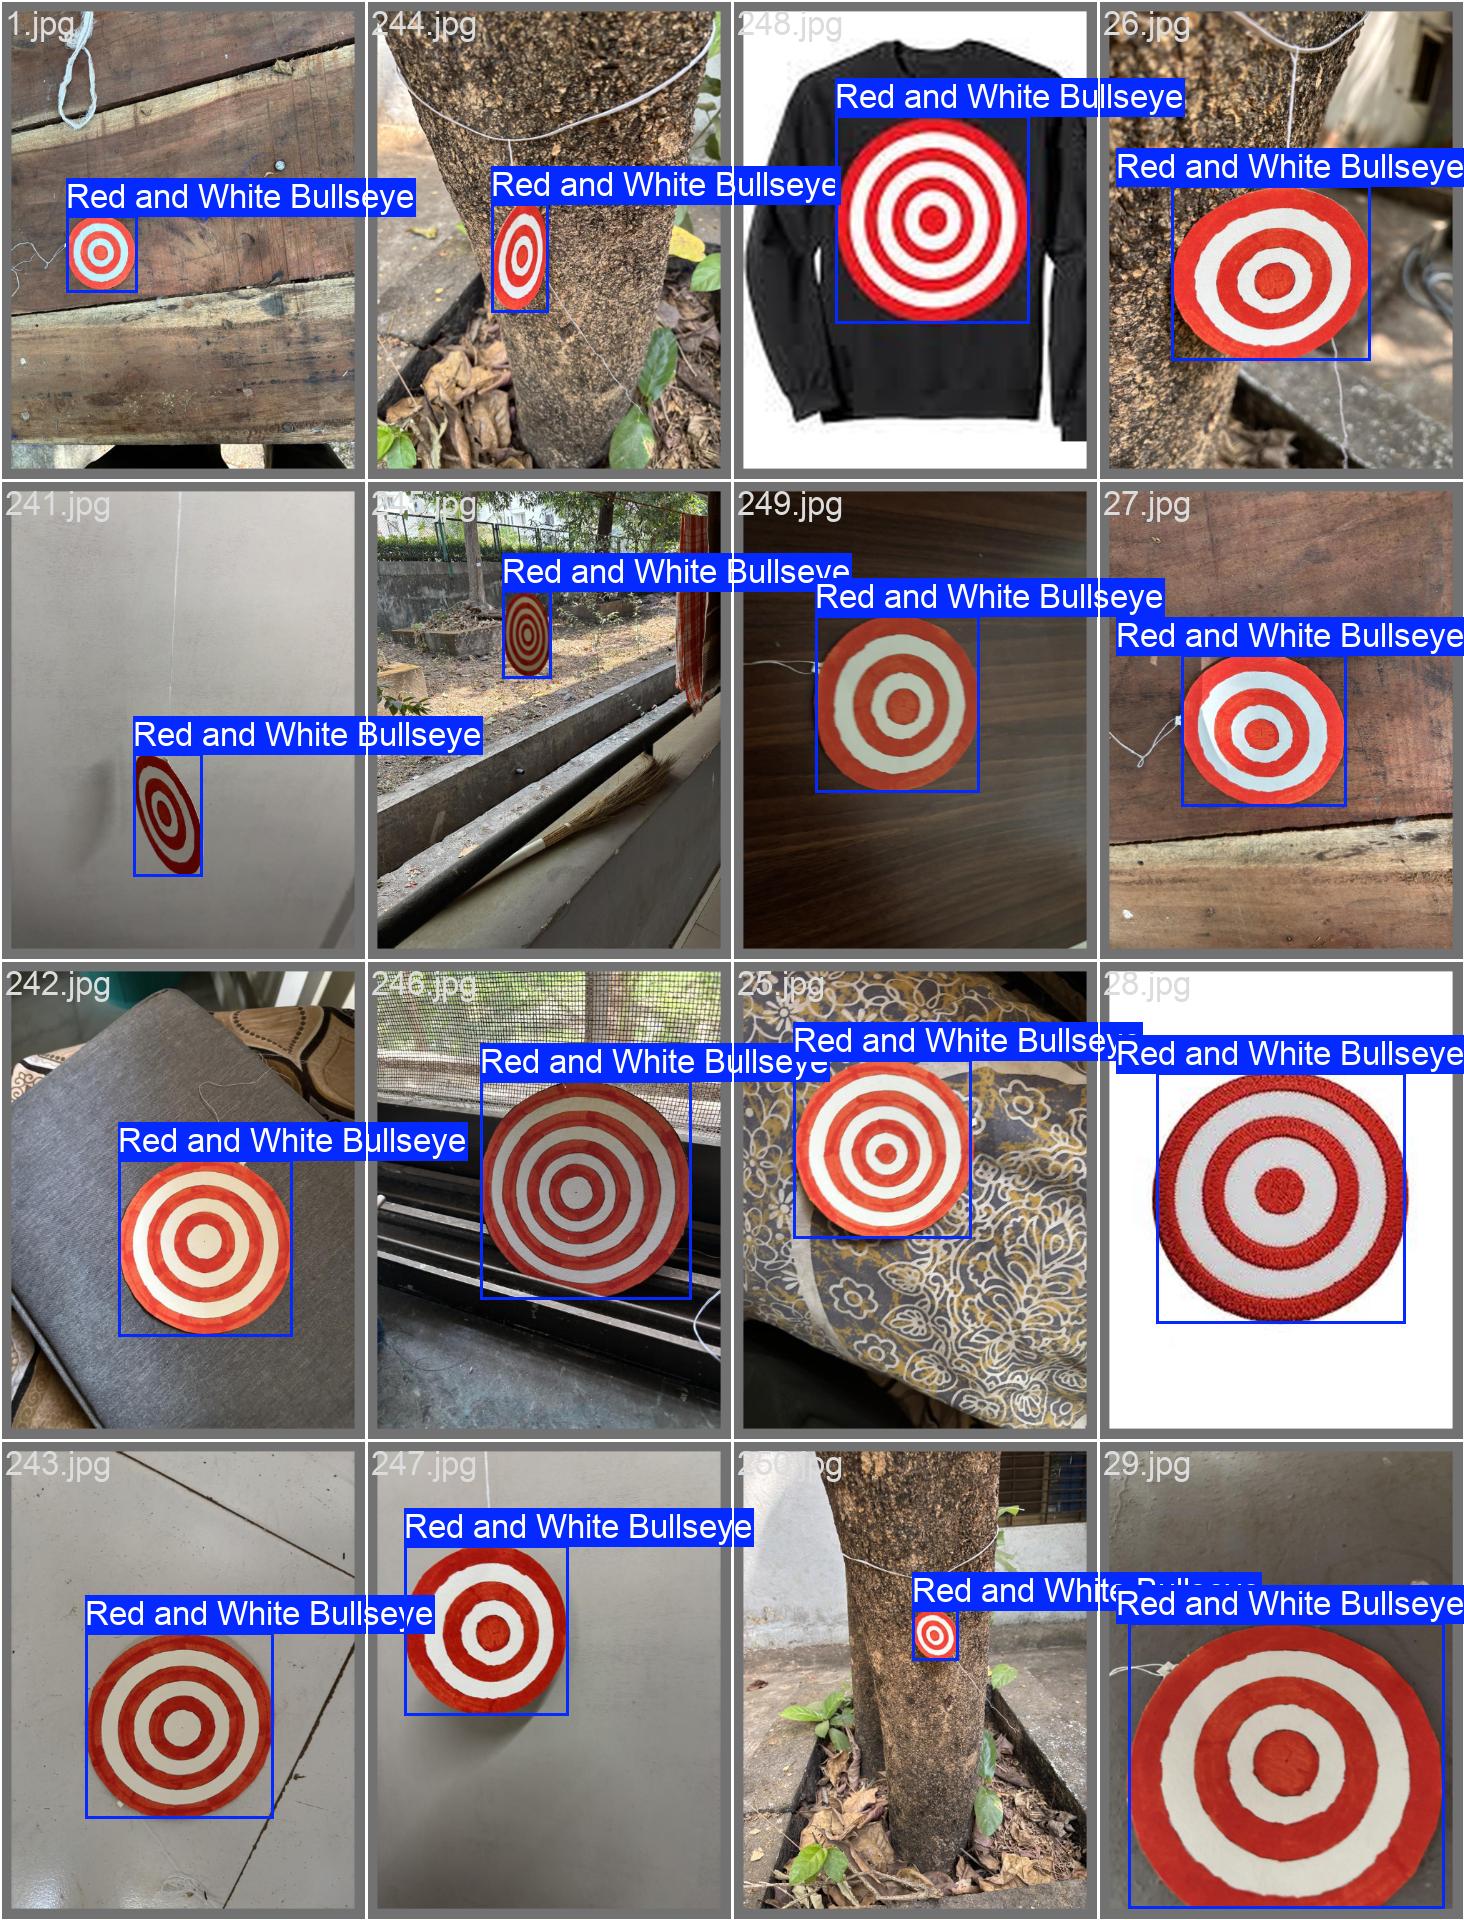 1.jpg
244.jpg
248.jpg
26.jpg
Red and White Bullseye
Red and White Bullseye
Red and White Bullseye
Red and White Bullseye
241.jpg
245.jpg
249.jpg
27.jpg
Red and White Bullseye
Red and White Bullseye
Red and White Bullseye
Red and White Bullseye
242.jpg
246.jpg
25.jpg
28.jpg
Red and White Bullseye
Red and White Bullseye
Red and White Bullseye
Red and White Bullseye
243.jpg
247.jpg
250.jpg
29.jpg
Red and White Bullseye
Red and White Bullseye
Red and White Bullseye
Red and White Bullseye